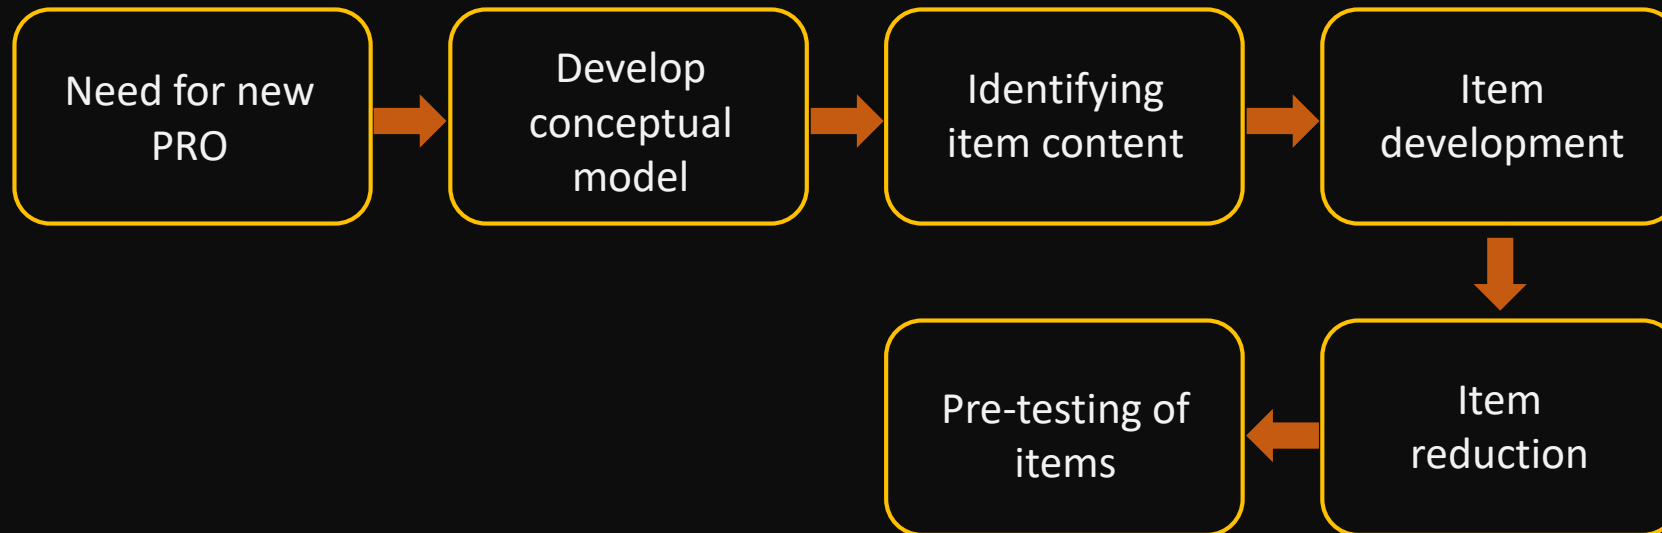 Need for new
PRO
Develop
conceptual
model
Identifying
item content
Item
development
Item
reduction
Pre-testing of
items